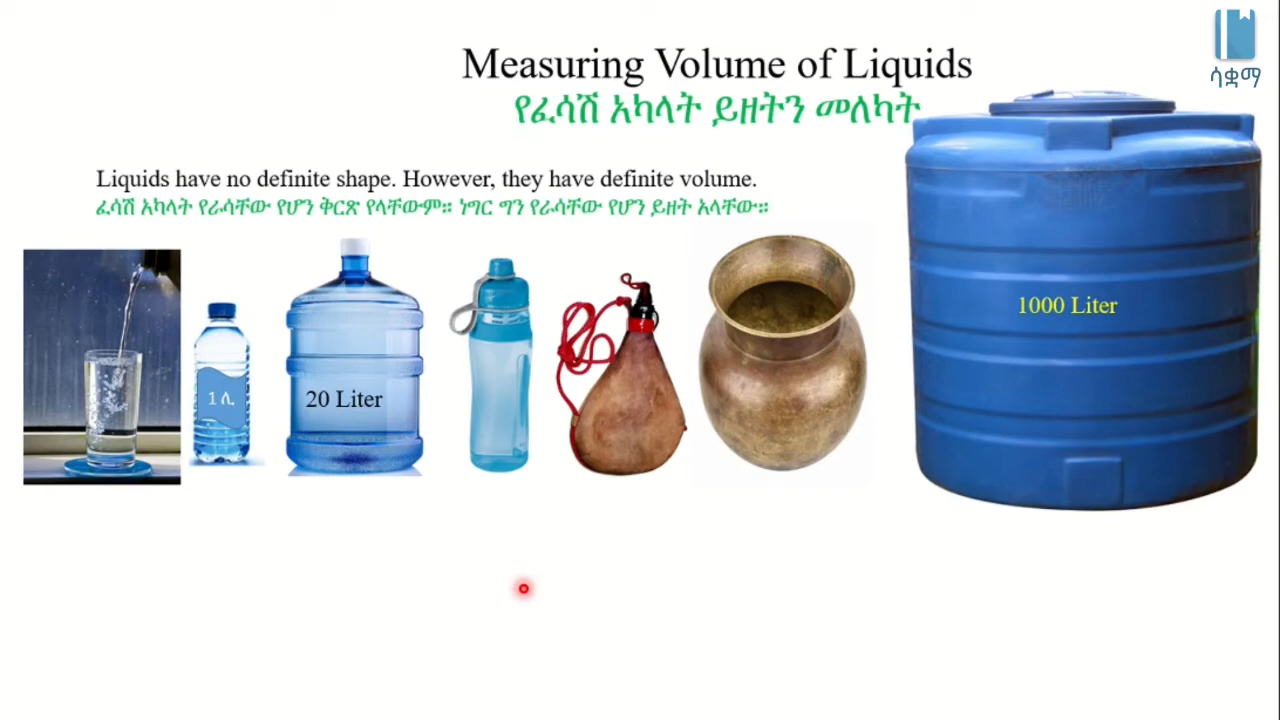 Measuring Volume of Liquids
የፈሳሽ አካላት ይዘትን መለካት
ሳቋማ
Liquids have no definite shape. However, they have definite volume.
ፈሳሽ አካላት የራሳቸው የሆን ቅርጽ የላቸውም። ነግር ግን የራሳቸው የሆን ይዘት አላቸው።
1 ሊ.
20 Liter
1000 Liter